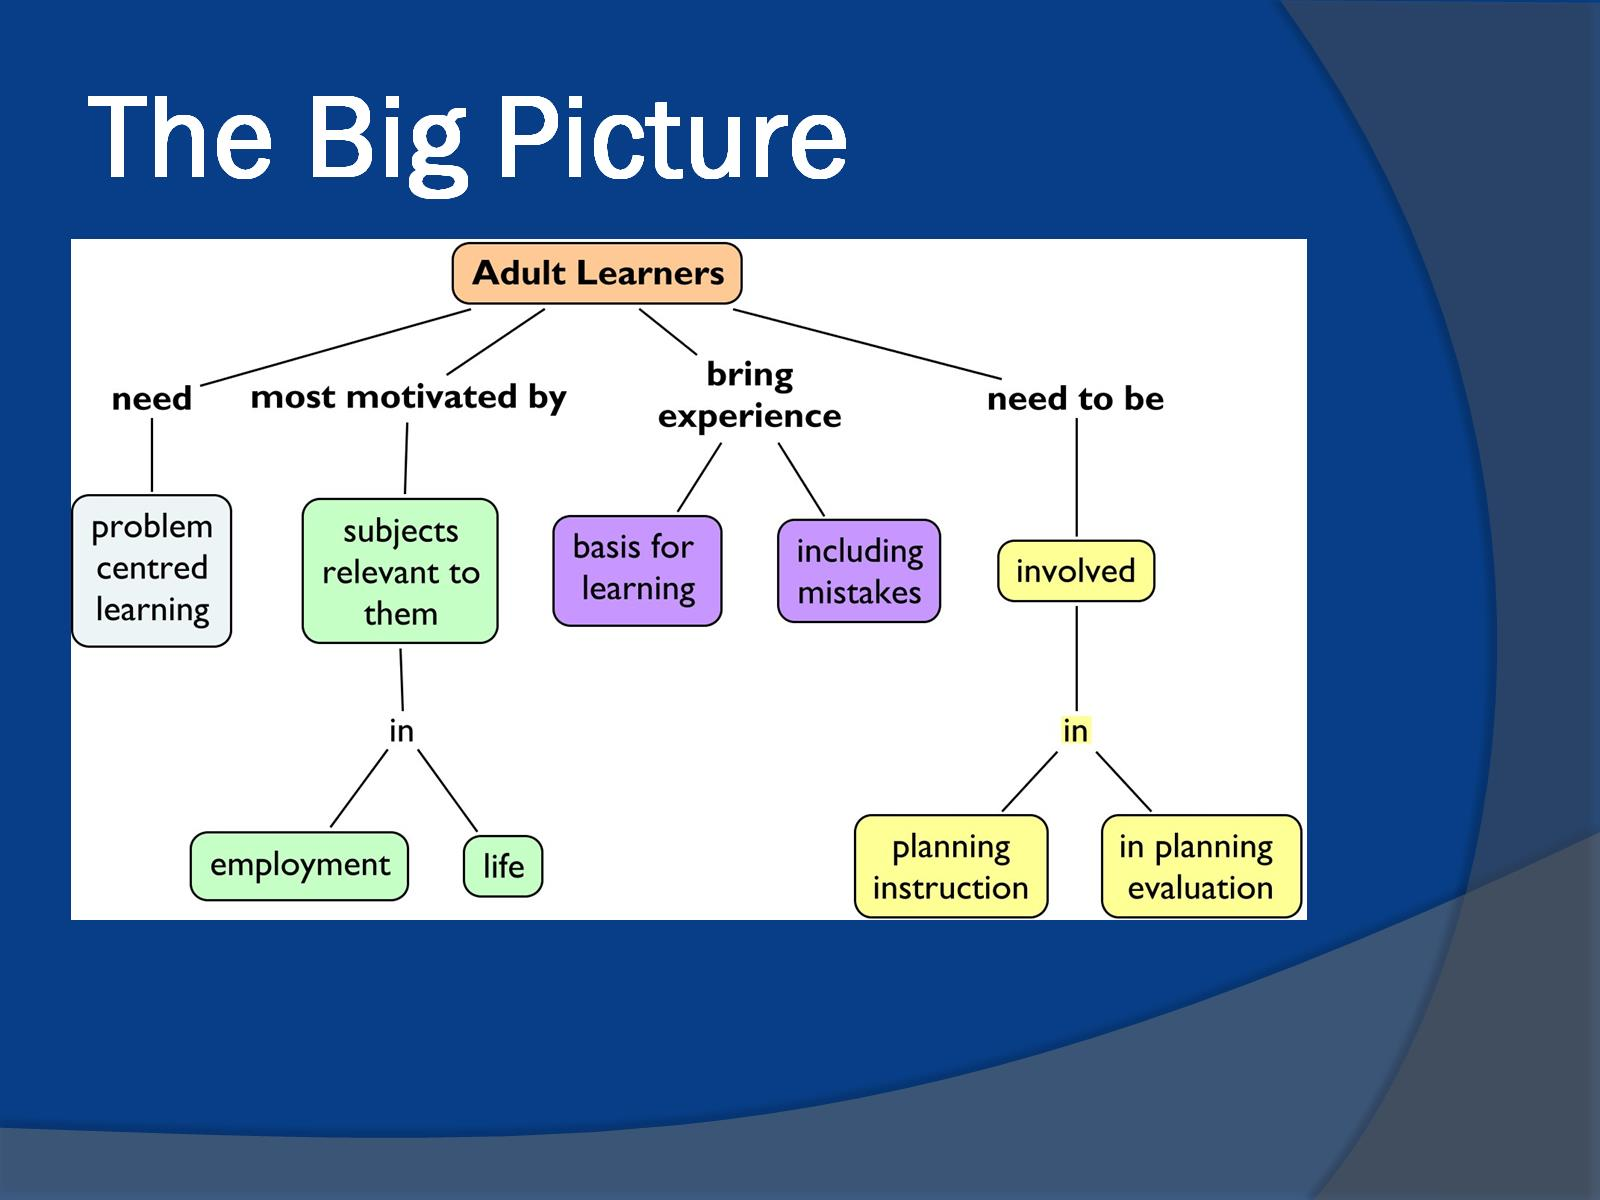 The Big Picture
Adult Learners
need
most motivated by
bring
experience
need to be
problem
centred
learning
subjects
relevant to
them
basis for
learning
including
mistakes
involved
in
in
employment
life
planning
instruction
in planning
evaluation